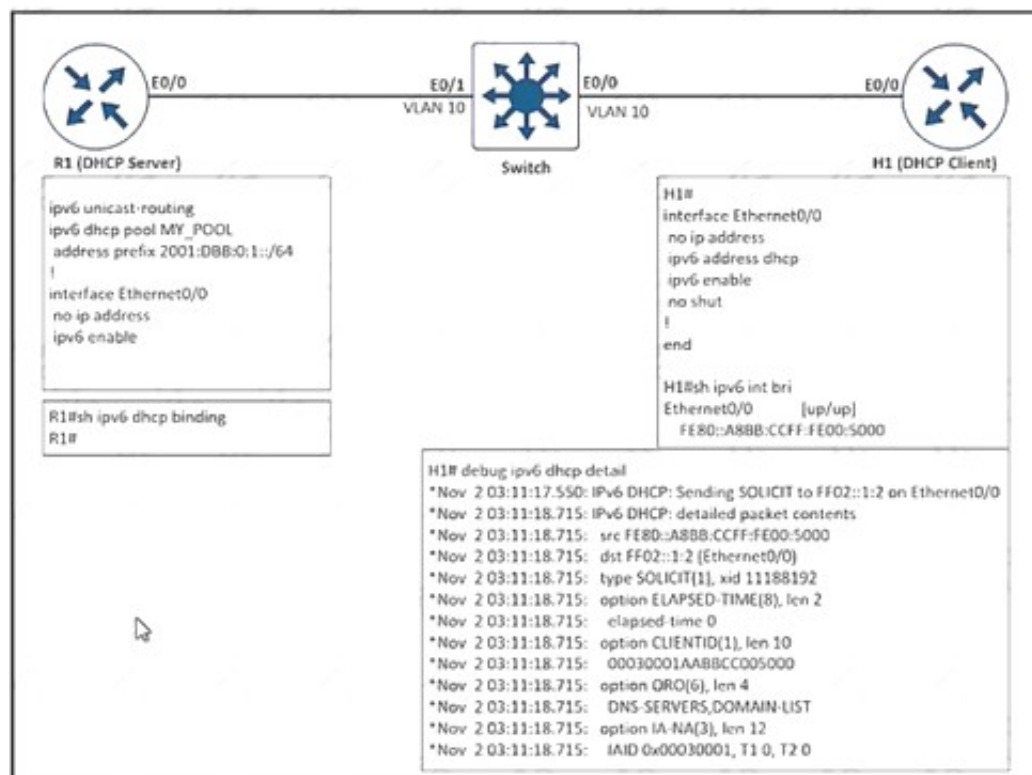 E0/0
E0/1
E0/0
E0/0
VLAN 10
VLAN 10
R1 (DHCP Server)
Switch
H1 (DHCP Client)
ipv6 unicast-routing
ipv6 dhcp pool MY_POOL
address prefix 2001:DBB:0:1::/64
!
interface Ethernet0/0
no ip address
ipv6 enable
R1#sh ipv6 dhcp binding
R1#
H1#
interface Ethernet0/0
no ip address
ipv6 address dhcp
ipv6 enable
no shut
!
end
H1#sh ipv6 int bri
Ethernet0/0 [up/up]
FE80::A8BB:CCFF:FE00:5000
H1# debug ipv6 dhcp detail
*Nov 2 03:11:17.550: IPv6 DHCP: Sending SOLICIT to FF02::1:2 on Ethernet0/0
*Nov 2 03:11:18.715: IPv6 DHCP: detailed packet contents
*Nov 2 03:11:18.715: src FE80::A8BB:CCFF:FE00:5000
*Nov 2 03:11:18.715: dst FF02::1:2 (Ethernet0/0)
*Nov 2 03:11:18.715: type SOLICIT(1), xid 11188192
*Nov 2 03:11:18.715: option ELAPSED-TIME(8), len 2
*Nov 2 03:11:18.715: elapsed-time 0
*Nov 2 03:11:18.715: option CLIENTID(1), len 10
*Nov 2 03:11:18.715: 00030001AABBCC005000
*Nov 2 03:11:18.715: option ORO(6), len 4
*Nov 2 03:11:18.715: DNS-SERVERS,DOMAIN-LIST
*Nov 2 03:11:18.715: option IA-NA(3), len 12
*Nov 2 03:11:18.715: IAID 0x00030001, T1 0, T2 0